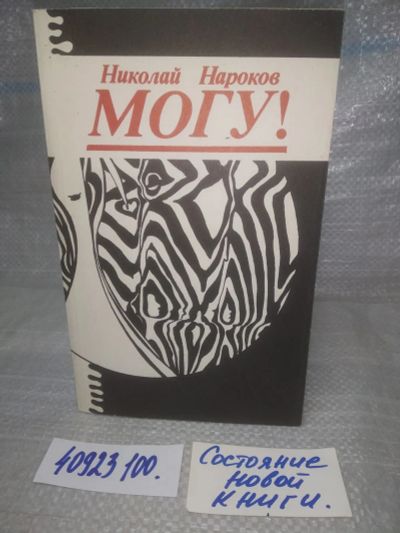 Николай Нароков
МОГУ!
40923 100.
Состояние
новой
книги.